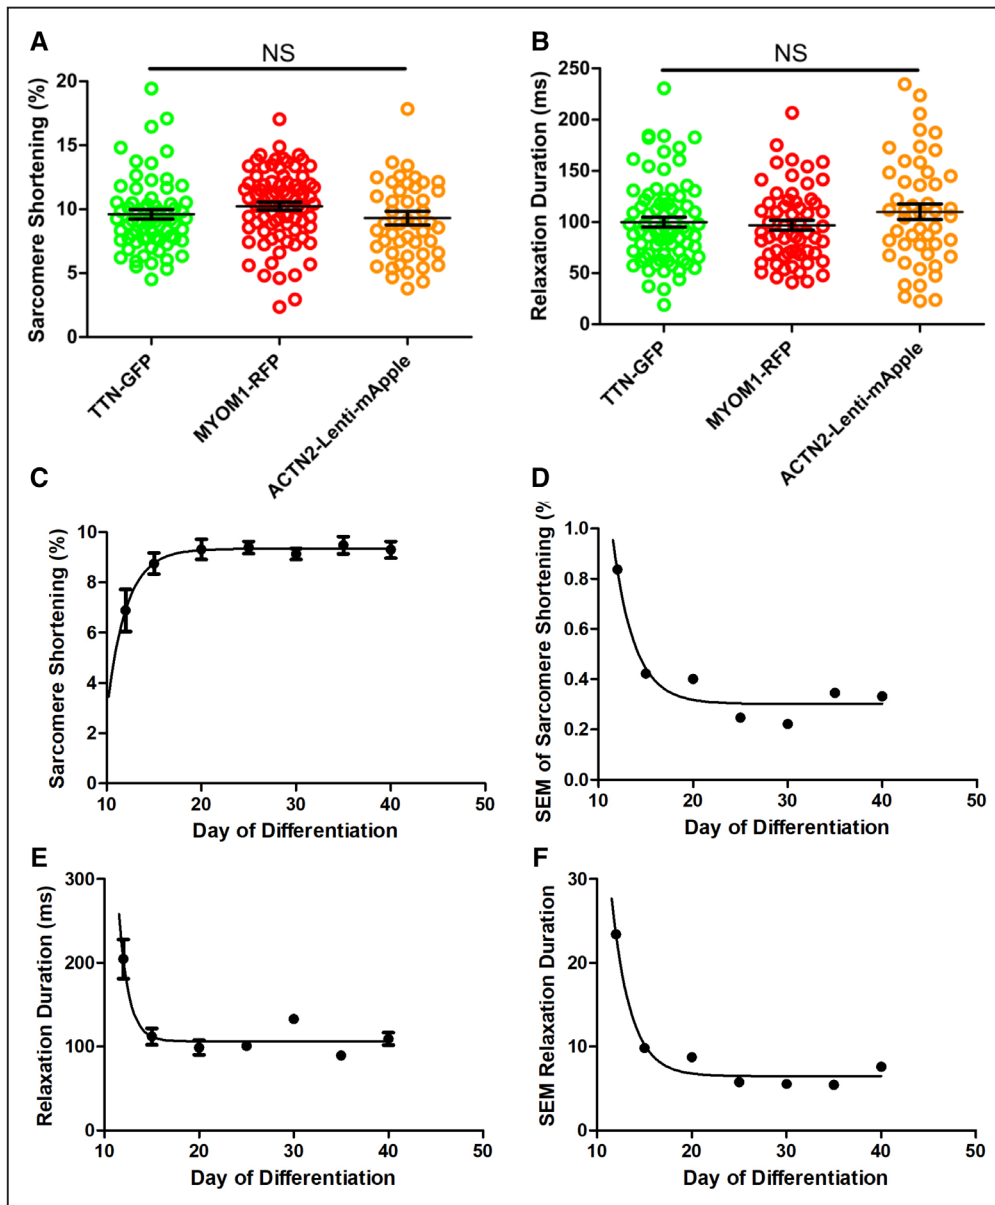 A
NS
Sarcomere Shortening (%)
20
15
10
5
0
TTN-GFP
MYOM1-RFP
ACTN2-Lenti-mApple
B
NS
Relaxation Duration (ms)
250
200
150
100
50
0
TTN-GFP
MYOM1-RFP
ACTN2-Lenti-mApple
C
Sarcomere Shortening (%)
10
8
6
4
2
0
10 20 30 40 50
Day of Differentiation
D
SEM of Sarcomere Shortening (%
1.0
0.8
0.6
0.4
0.2
0.0
10 20 30 40 50
Day of Differentiation
E
Relaxation Duration (ms)
300
200
100
0
10 20 30 40 50
Day of Differentiation
F
SEM Relaxation Duration
30
20
10
0
10 20 30 40 50
Day of Differentiation